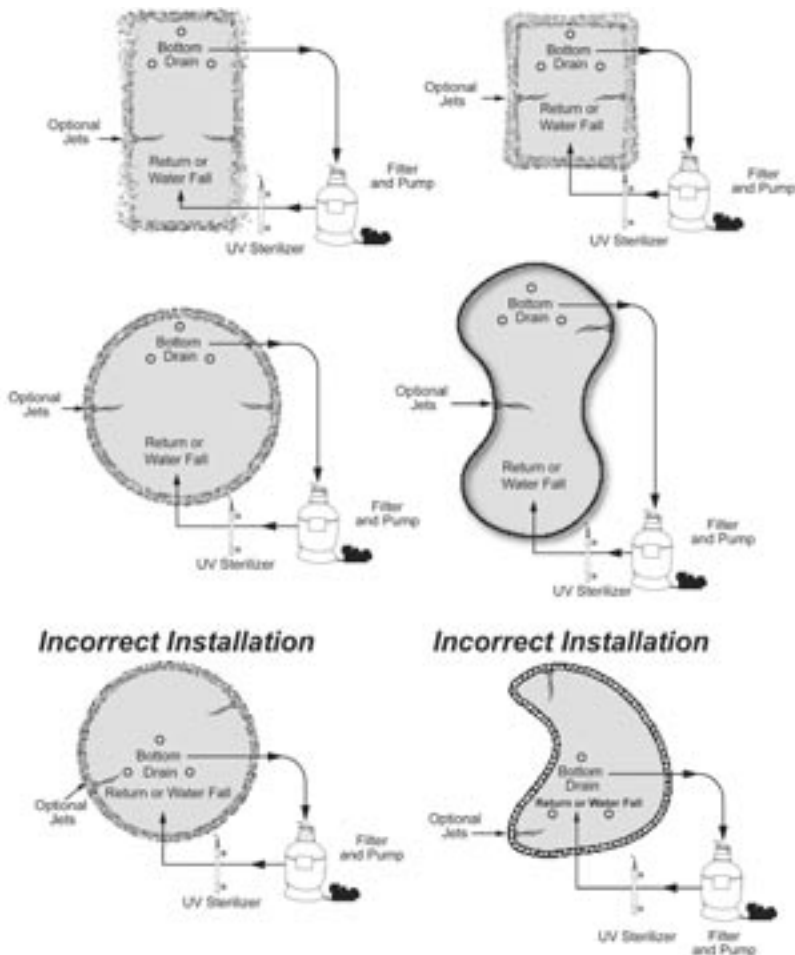 Bottom
Drain
Optional
Jets
Return or
Water Fall
Filter
and Pump
UV Sterilizer
Bottom
Drain
Optional
Jets
Return or
Water Fall
Filter
and Pump
UV Sterilizer
Bottom
Drain
Optional
Jets
Return or
Water Fall
Filter
and Pump
UV Sterilizer
Bottom
Drain
Optional
Jets
Return or
Water Fall
Filter
and Pump
UV Sterilizer
Incorrect Installation
Bottom
Drain
Return or Water Fall
Optional
Jets
Filter
and Pump
UV Sterilizer
Incorrect Installation
Bottom
Drain
Return or Water Fall
Optional
Jets
UV Sterilizer
Filter
and Pump